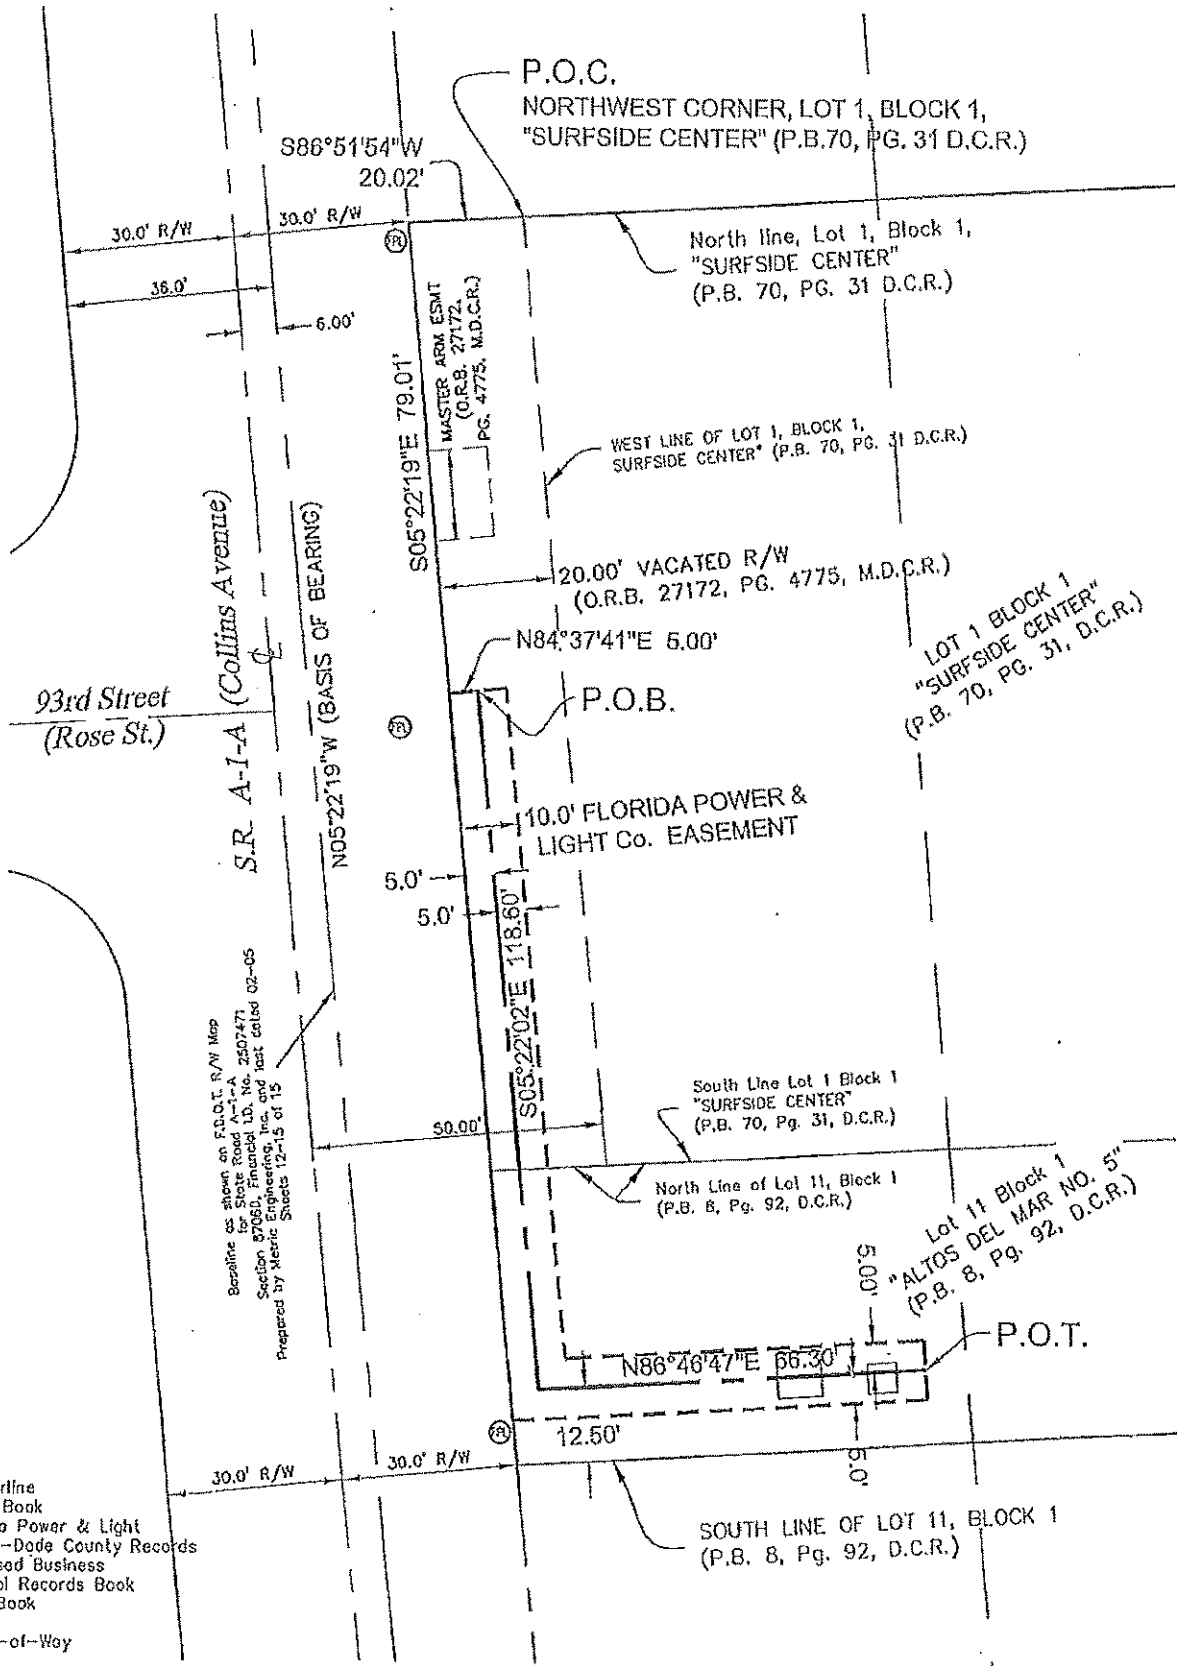 P.O.C.
NORTHWEST CORNER, LOT 1, BLOCK 1,
"SURFSIDE CENTER" (P.B.70, PG. 31 D.C.R.)
S86°51'54"W
20.02'
30.0' R/W
30.0' R/W
36.0'
6.00'
FPL
North line, Lot 1, Block 1,
"SURFSIDE CENTER"
(P.B. 70, PG. 31 D.C.R.)
MASTER ARM ESMT
(O.R.B. 27172,
PG. 4775, M.D.C.R.)
S05°22'19"E 79.01'
WEST LINE OF LOT 1, BLOCK 1,
SURFSIDE CENTER" (P.B. 70, PG. 31 D.C.R.)
20.00' VACATED R/W
(O.R.B. 27172, PG. 4775, M.D.C.R.)
N84°37'41"E 5.00'
P.O.B.
LOT 1 BLOCK 1
"SURFSIDE CENTER"
(P.B. 70, PG. 31, D.C.R.)
93rd Street
(Rose St.)
S.R. A-1-A (Collins Avenue)
N05°22'19"W (BASIS OF BEARING)
FPL
10.0' FLORIDA POWER &
LIGHT Co. EASEMENT
5.0'
5.0'
S05°22'02"E 118.60'
Baseline as shown on F.D.O.T. R/W Map
for State Road A-1-A
Section 87060, Financial I.D. No. 2507471
Prepared by Metric Engineering, Inc. and last dated 02-05
Sheets 12-15 of 15
50.00'
South Line Lot 1 Block 1
"SURFSIDE CENTER"
(P.B. 70, Pg. 31, D.C.R.)
North Line of Lot 11, Block 1
(P.B. 8, Pg. 92, D.C.R.)
Lot 11 Block 1
"ALTOS DEL MAR NO. 5"
(P.B. 8, Pg. 92, D.C.R.)
5.00'
P.O.T.
N86°46'47"E 66.30'
FPL
12.50'
5.0'
30.0' R/W
30.0' R/W
SOUTH LINE OF LOT 11, BLOCK 1
(P.B. 8, Pg. 92, D.C.R.)
rline
Book
Power & Light
-Dade County Records
Business
Records Book
Book
-of-Way